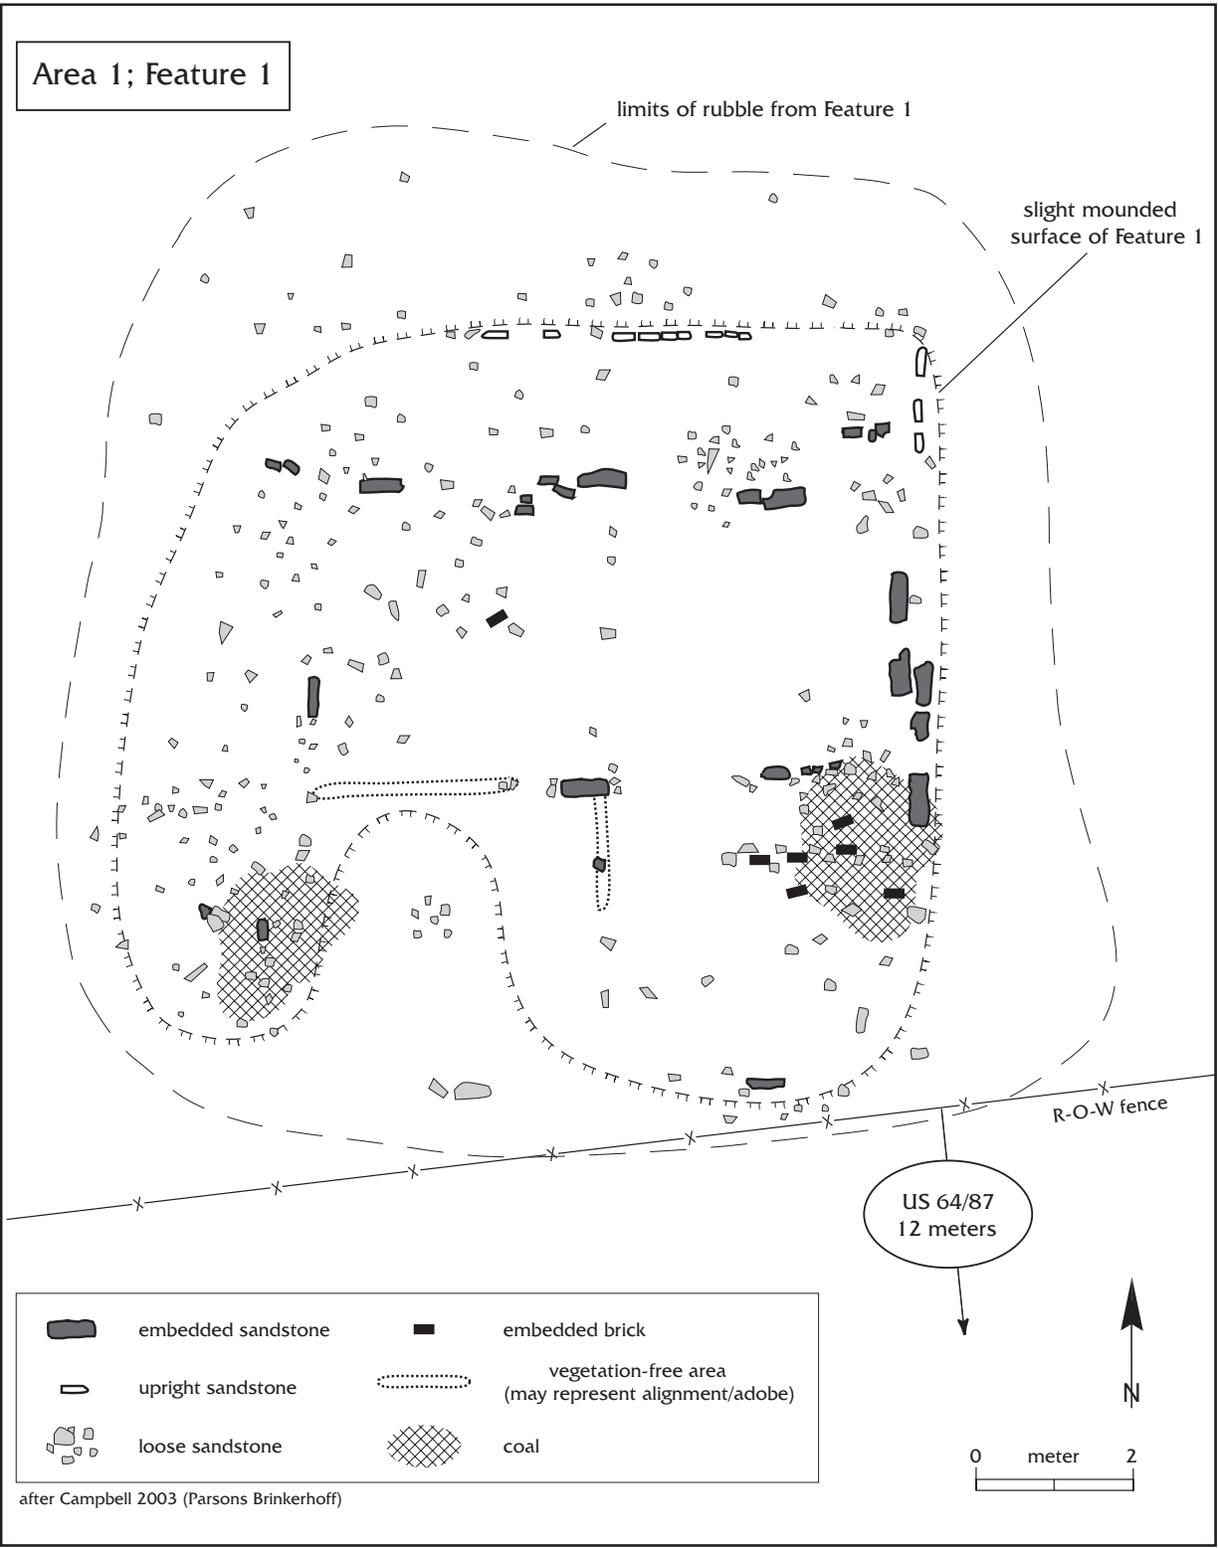 Area 1; Feature 1
limits of rubble from Feature 1
slight mounded
surface of Feature 1
R-O-W fence
US 64/87
12 meters
embedded sandstone
embedded brick
upright sandstone
vegetation-free area
(may represent alignment/adobe)
loose sandstone
coal
N
0 meter 2
after Campbell 2003 (Parsons Brinkerhoff)